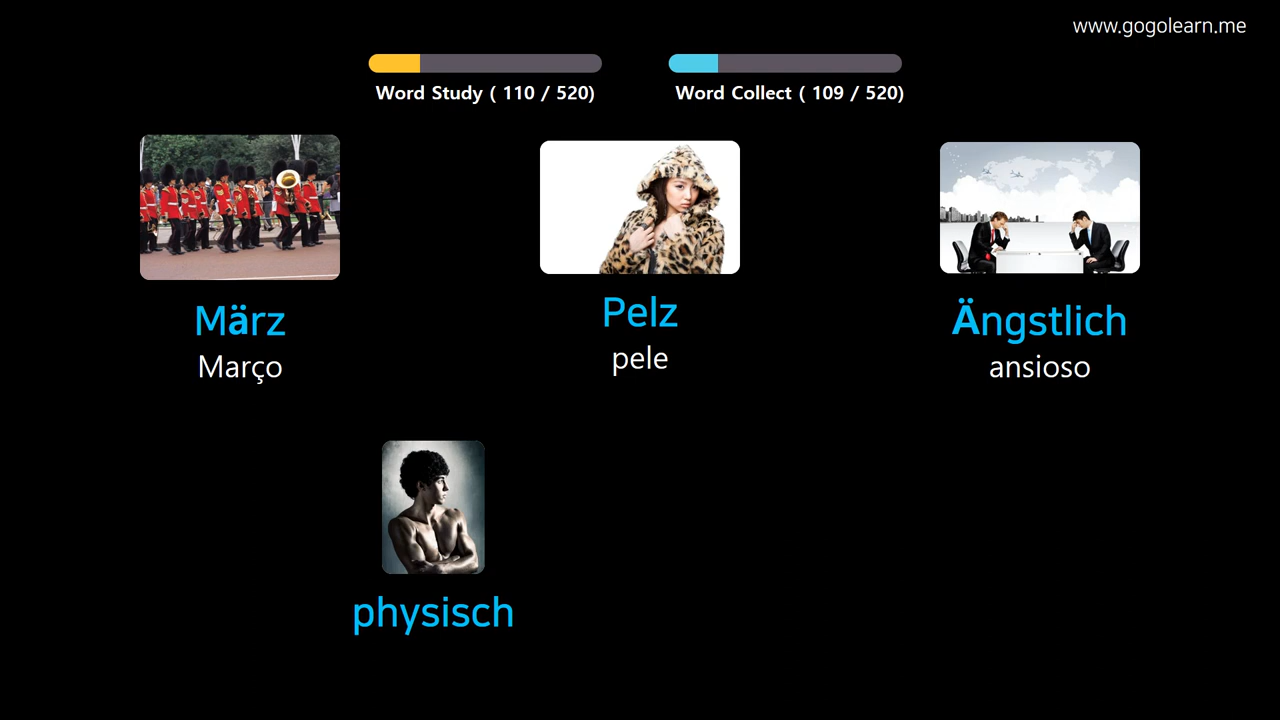 www.gogolearn.me
Word Study ( 110 / 520)
Word Collect ( 109 / 520)
März
Março
Pelz
pele
Ängstlich
ansioso
physisch